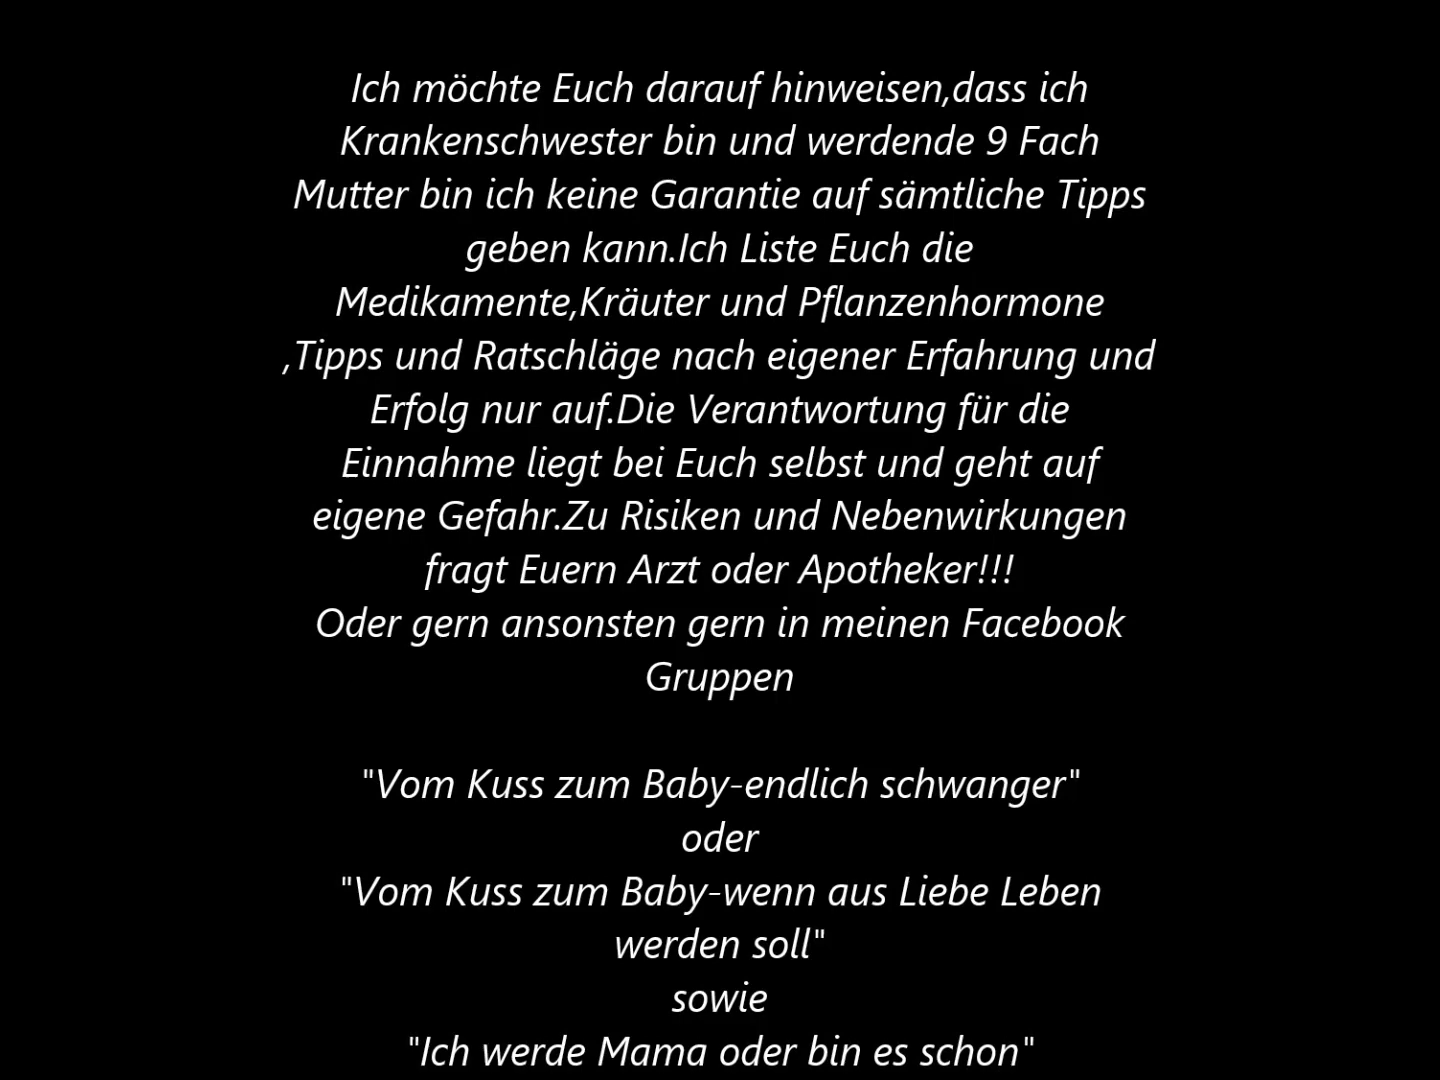 Ich möchte Euch darauf hinweisen,dass ich
Krankenschwester bin und werdende 9 Fach
Mutter bin ich keine Garantie auf sämtliche Tipps
geben kann.Ich Liste Euch die
Medikamente,Kräuter und Pflanzenhormone
,Tipps und Ratschläge nach eigener Erfahrung und
Erfolg nur auf.Die Verantwortung für die
Einnahme liegt bei Euch selbst und geht auf
eigene Gefahr.Zu Risiken und Nebenwirkungen
fragt Euern Arzt oder Apotheker!!!
Oder gern ansonsten gern in meinen Facebook
Gruppen
"Vom Kuss zum Baby-endlich schwanger"
oder
"Vom Kuss zum Baby-wenn aus Liebe Leben
werden soll"
sowie
"Ich werde Mama oder bin es schon"